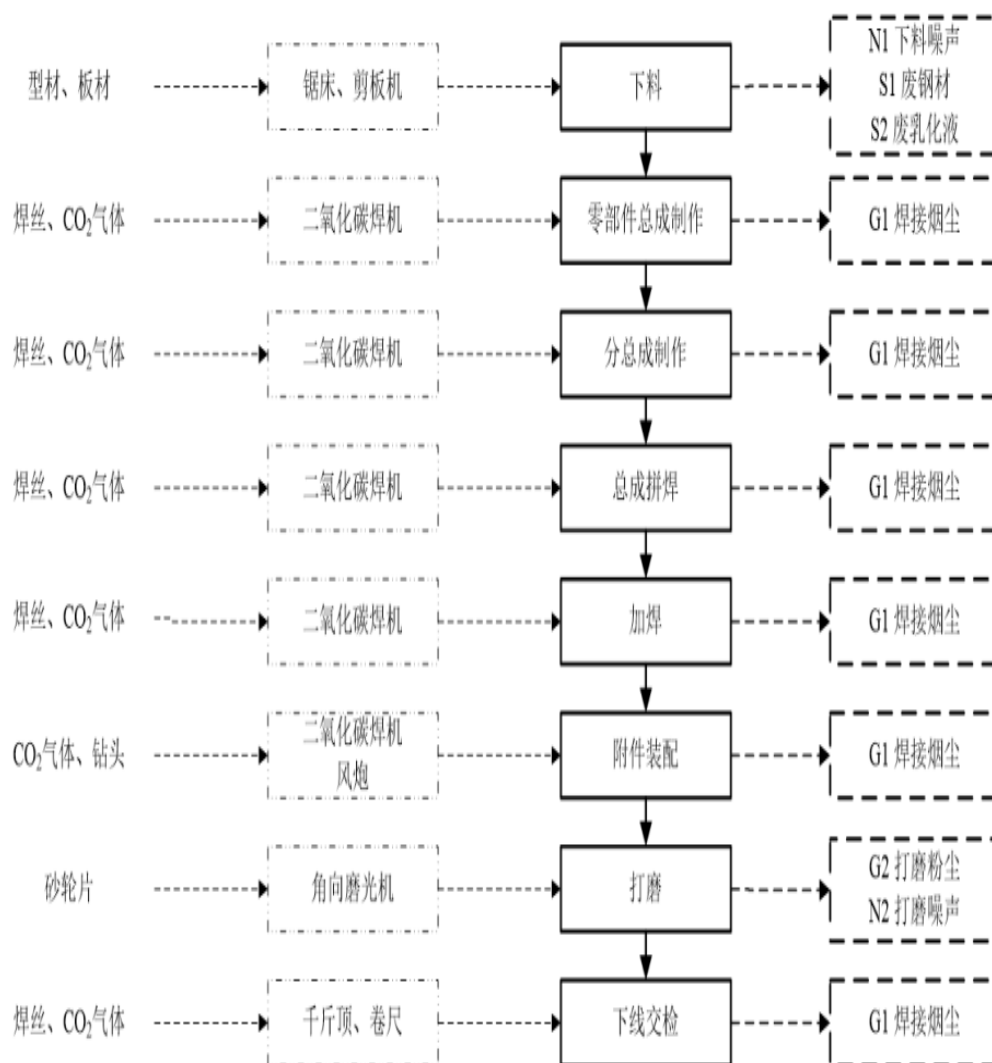 型材、板材
锯床、剪板机
下料
N1 下料噪声
S1 废钢材
S2 废乳化液
焊丝、CO₂气体
二氧化碳焊机
零部件总成制作
G1 焊接烟尘
焊丝、CO₂气体
二氧化碳焊机
分总成制作
G1 焊接烟尘
焊丝、CO₂气体
二氧化碳焊机
总成拼焊
G1 焊接烟尘
焊丝、CO₂气体
二氧化碳焊机
加焊
G1 焊接烟尘
CO₂气体、钻头
二氧化碳焊机
风炮
附件装配
G1 焊接烟尘
砂轮片
角向磨光机
打磨
G2 打磨粉尘
N2 打磨噪声
焊丝、CO₂气体
千斤顶、卷尺
下线交检
G1 焊接烟尘